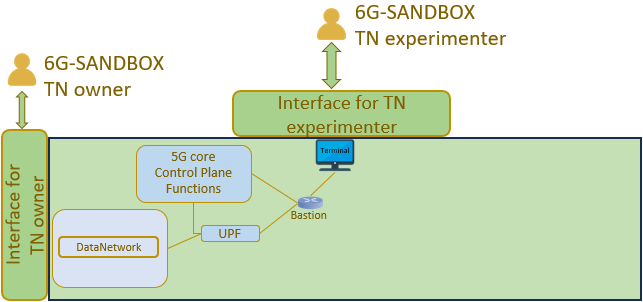 6G-SANDBOX
TN experimenter
6G-SANDBOX
TN owner
Interface for TN
experimenter
Interface for
TN owner
Terminal
5G core
Control Plane
Functions
Bastion
UPF
DataNetwork